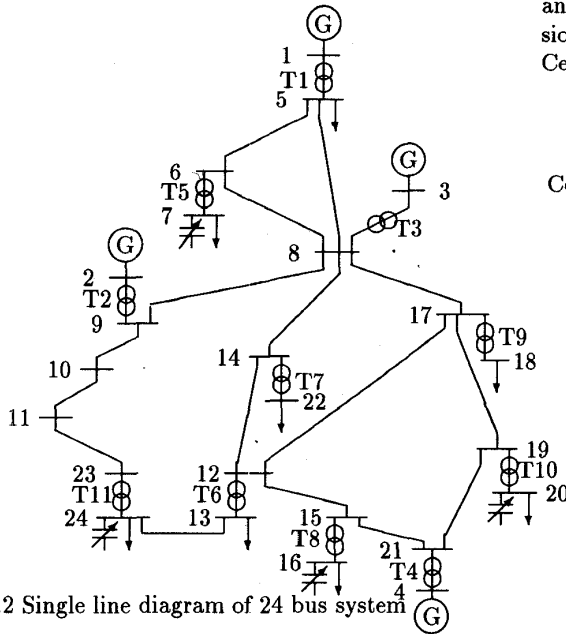 G
an
1
sio
T1
Ce
5
6
G
T5
3
Ce
7
T3
G
8
2
T2
17
9
T9
14
18
10
T7
22
11
19
23
12
T10
T11
T6
20
24
13
15
T8
21
16
T4
4
.2 Single line diagram of 24 bus system
G